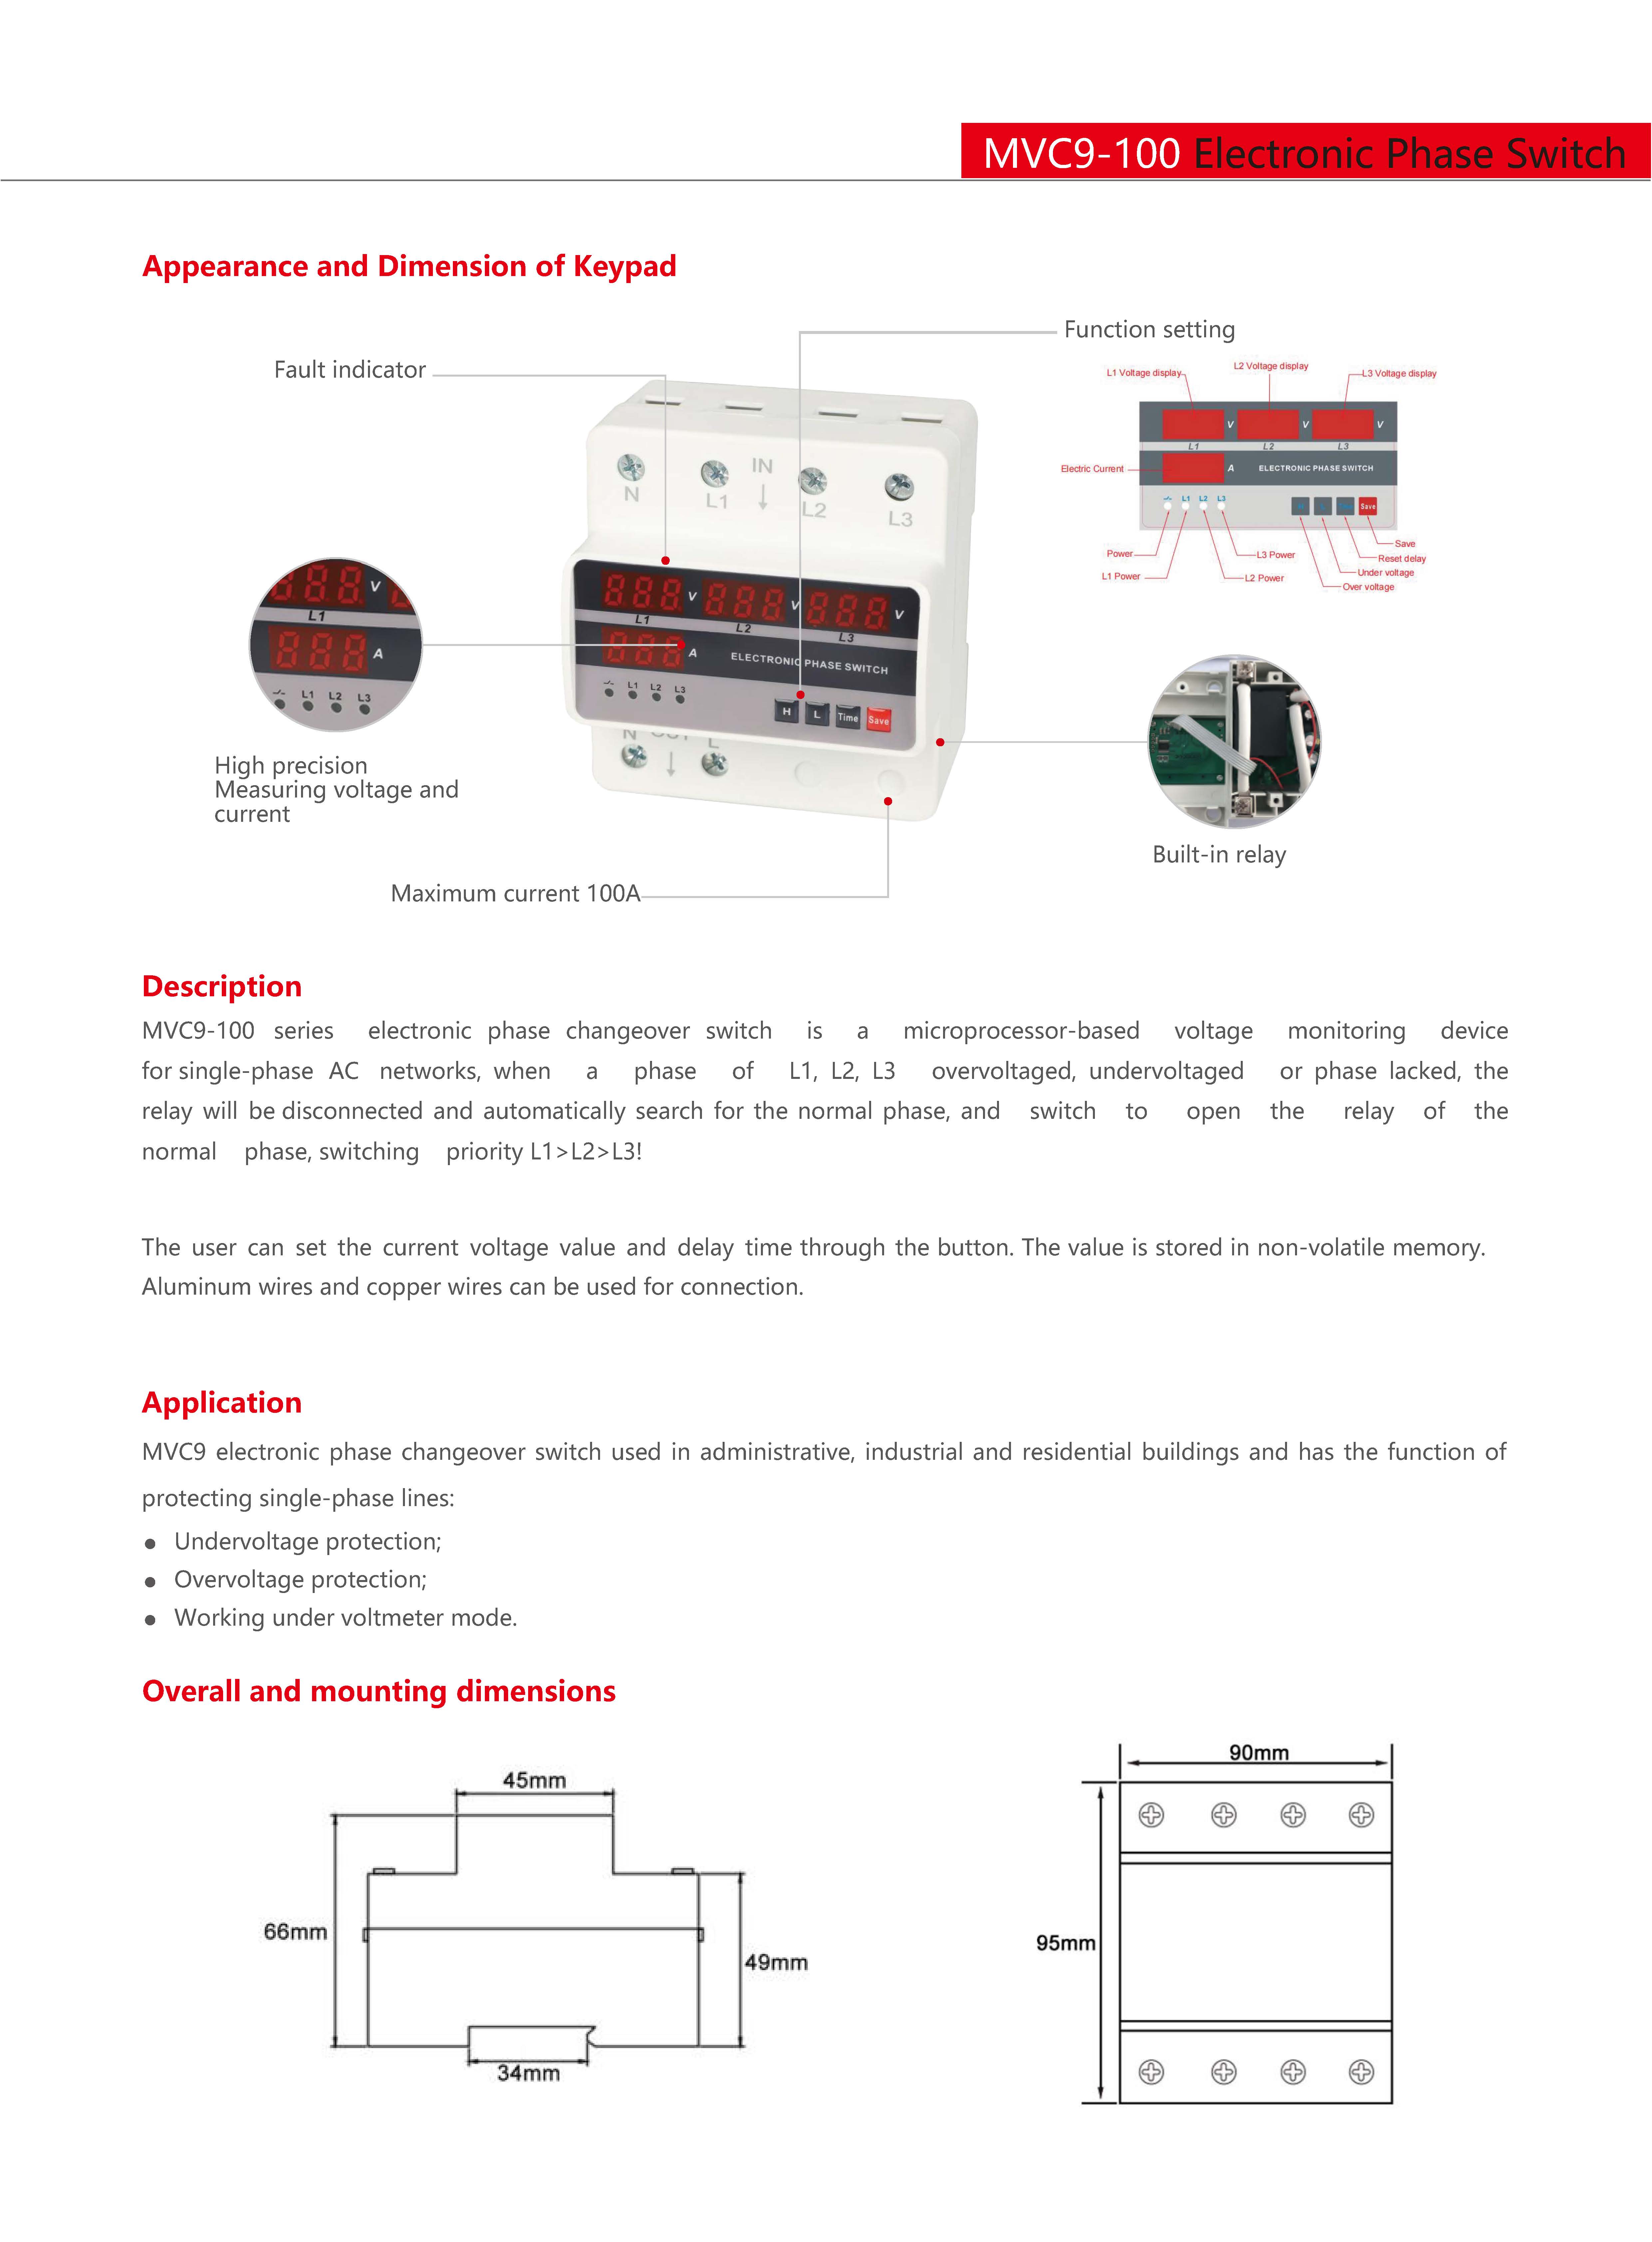 MVC9-100 Electronic Phase Switch
Appearance and Dimension of Keypad
Function setting
Fault indicator
L1 Voltage display
L2 Voltage display
L3 Voltage display
V
V
V
L1
L2
L3
Electric Current
A
ELECTRONIC PHASE SWITCH
L1 L2 L3
Save
Power
L1 Power
L3 Power
L2 Power
Save
Reset delay
Under voltage
Over voltage
IN
N
L1
L2
L3
888 V 888 V 888 V
L1
L2
L3
888 A
ELECTRONIC PHASE SWITCH
L1 L2 L3
H L Time Save
N OUT L
888 V
L1
888 A
L1 L2 L3
High precision
Measuring voltage and
current
Built-in relay
Maximum current 100A
Description
MVC9-100 series electronic phase changeover switch is a microprocessor-based voltage monitoring device
for single-phase AC networks, when a phase of L1, L2, L3 overvoltaged, undervoltaged or phase lacked, the
relay will be disconnected and automatically search for the normal phase, and switch to open the relay of the
normal phase, switching priority L1>L2>L3!
The user can set the current voltage value and delay time through the button. The value is stored in non-volatile memory.
Aluminum wires and copper wires can be used for connection.
Application
MVC9 electronic phase changeover switch used in administrative, industrial and residential buildings and has the function of
protecting single-phase lines:
● Undervoltage protection;
● Overvoltage protection;
● Working under voltmeter mode.
Overall and mounting dimensions
45mm
66mm
49mm
34mm
90mm
95mm